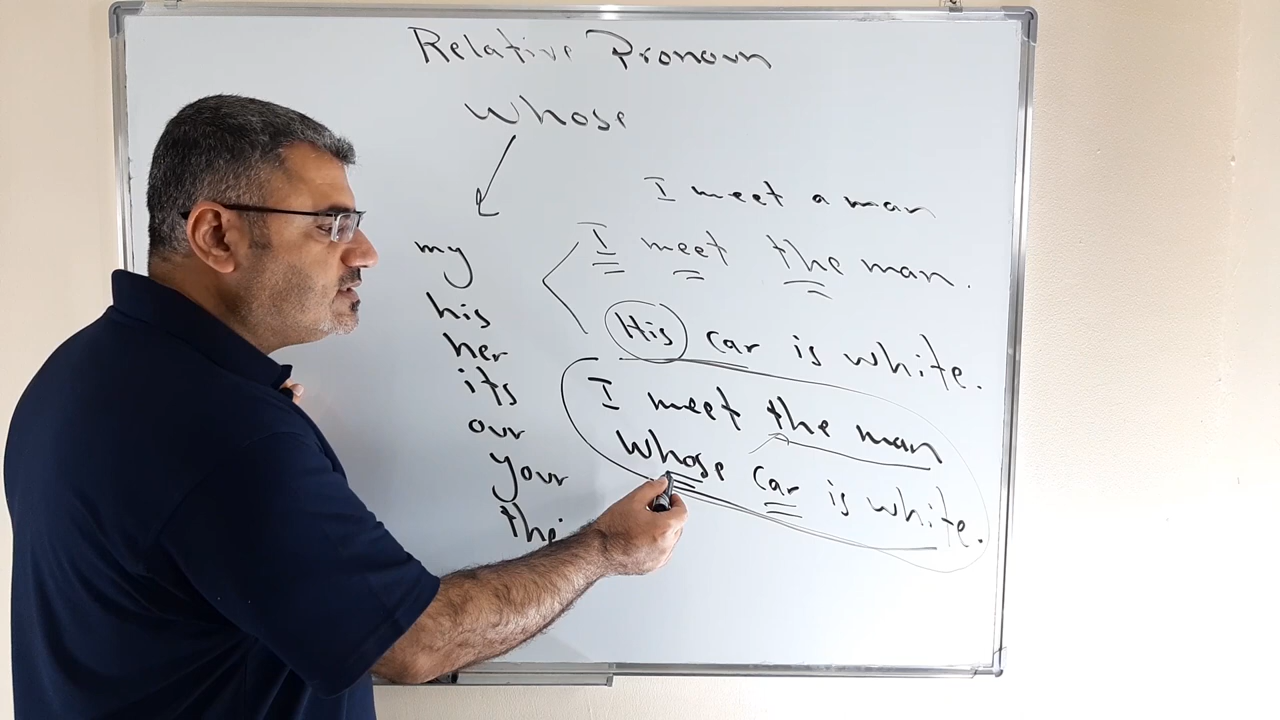 Relative Pronoun
Whose
my
his
her
its
our
your
I meet a man
I meet the man.
His car is white.
I meet the man
Whose car is white.